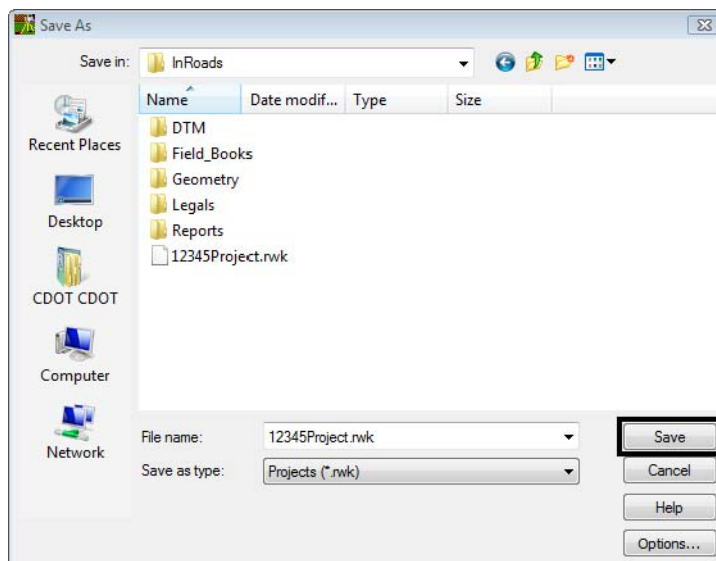 Save As
Save in: InRoads
Name Date modif... Type Size
DTM
Field_Books
Geometry
Legals
Reports
12345Project.rwk
Recent Places
Desktop
CDOT CDOT
Computer
Network
File name: 12345Project.rwk Save
Save as type: Projects (*.rwk) Cancel
Help
Options...